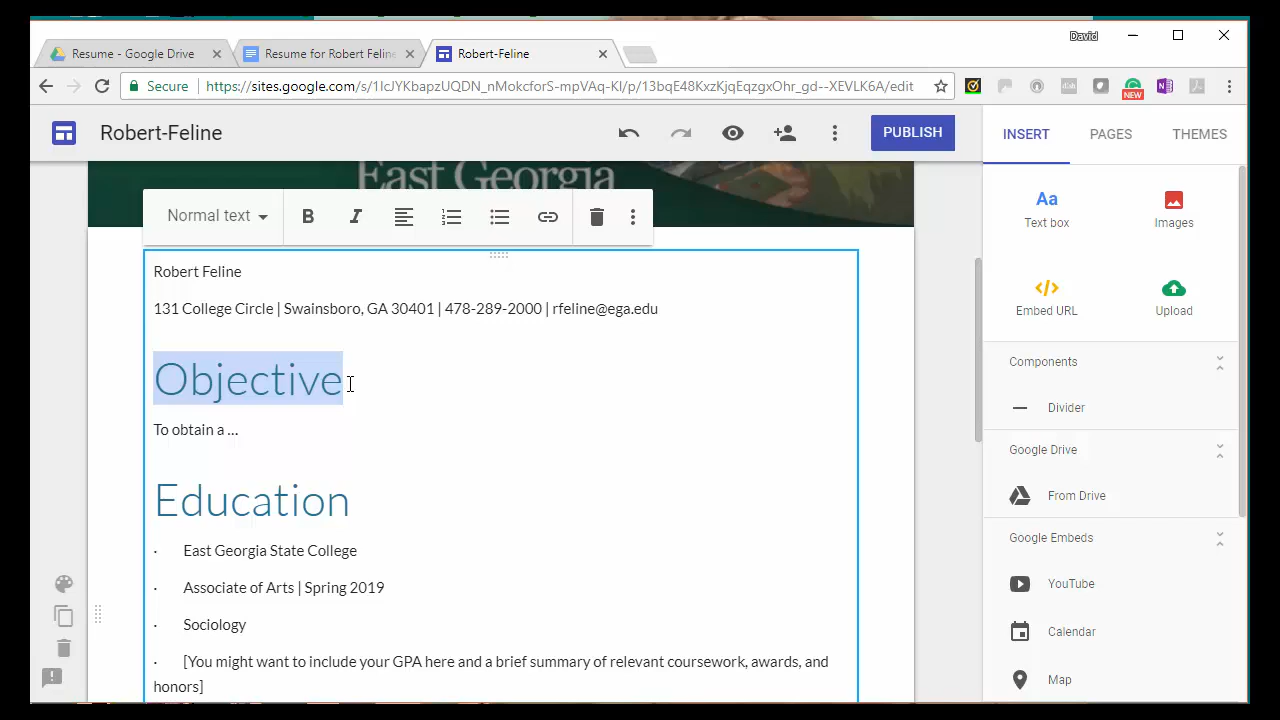 David
Resume - Google Drive
Resume for Robert Feline
Robert-Feline
Secure
https://sites.google.com/s/1IcJYKbapzUQDN_nMokcforS-mpVAq-KI/p/13bqE48KxzKjqEqzgxOhr_gd--XEVLK6A/edit
NEW
Robert-Feline
PUBLISH
INSERT
PAGES
THEMES
East Georgia
Normal text
B
I
Aa
Text box
Images
Embed URL
Upload
Robert Feline
131 College Circle | Swainsboro, GA 30401 | 478-289-2000 | rfeline@ega.edu
Objective
To obtain a ...
Education
· East Georgia State College
· Associate of Arts | Spring 2019
· Sociology
· [You might want to include your GPA here and a brief summary of relevant coursework, awards, and
honors]
Components
Divider
Google Drive
From Drive
Google Embeds
YouTube
Calendar
Map